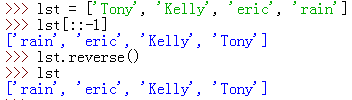 >>> lst = ['Tony', 'Kelly', 'eric', 'rain']
>>> lst[::-1]
['rain', 'eric', 'Kelly', 'Tony']
>>> lst.reverse()
>>> lst
['rain', 'eric', 'Kelly', 'Tony']